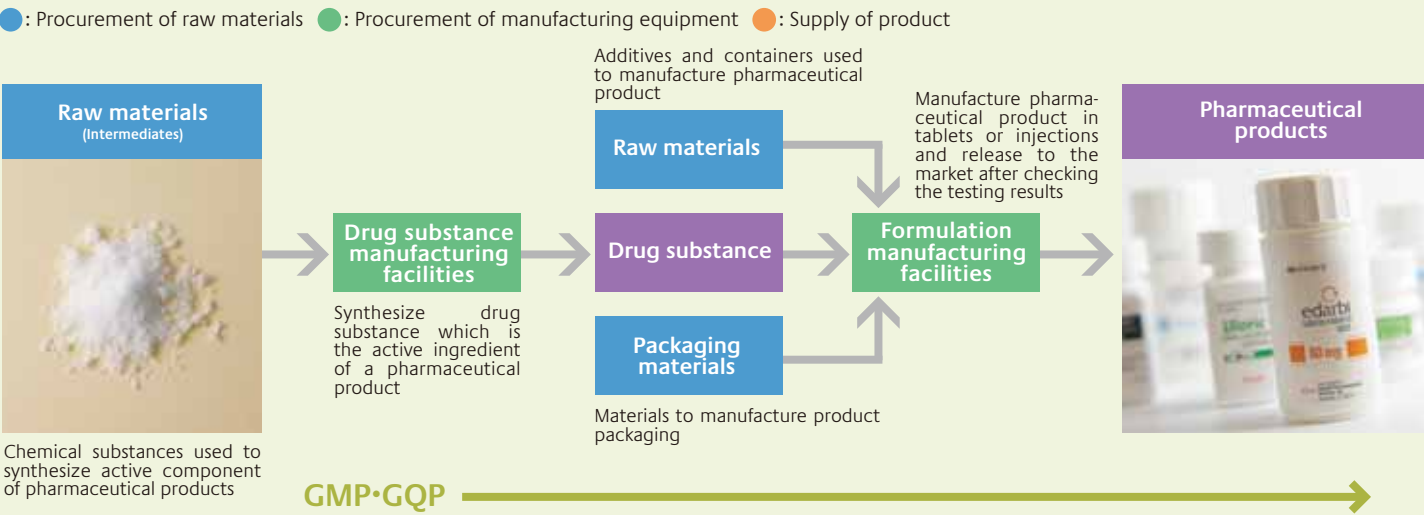 : Procurement of raw materials : Procurement of manufacturing equipment : Supply of product
Raw materials
(Intermediates)
Chemical substances used to
synthesize active component
of pharmaceutical products
Drug substance
manufacturing
facilities
Synthesize drug
substance which is
the active ingredient
of a pharmaceutical
product
Additives and containers used
to manufacture pharmaceutical
product
Raw materials
Drug substance
Packaging
materials
Materials to manufacture product
packaging
Manufacture pharma-
ceutical product in
tablets or injections
and release to the
market after checking
the testing results
Formulation
manufacturing
facilities
Pharmaceutical
products
edarbi
GMP•GQP